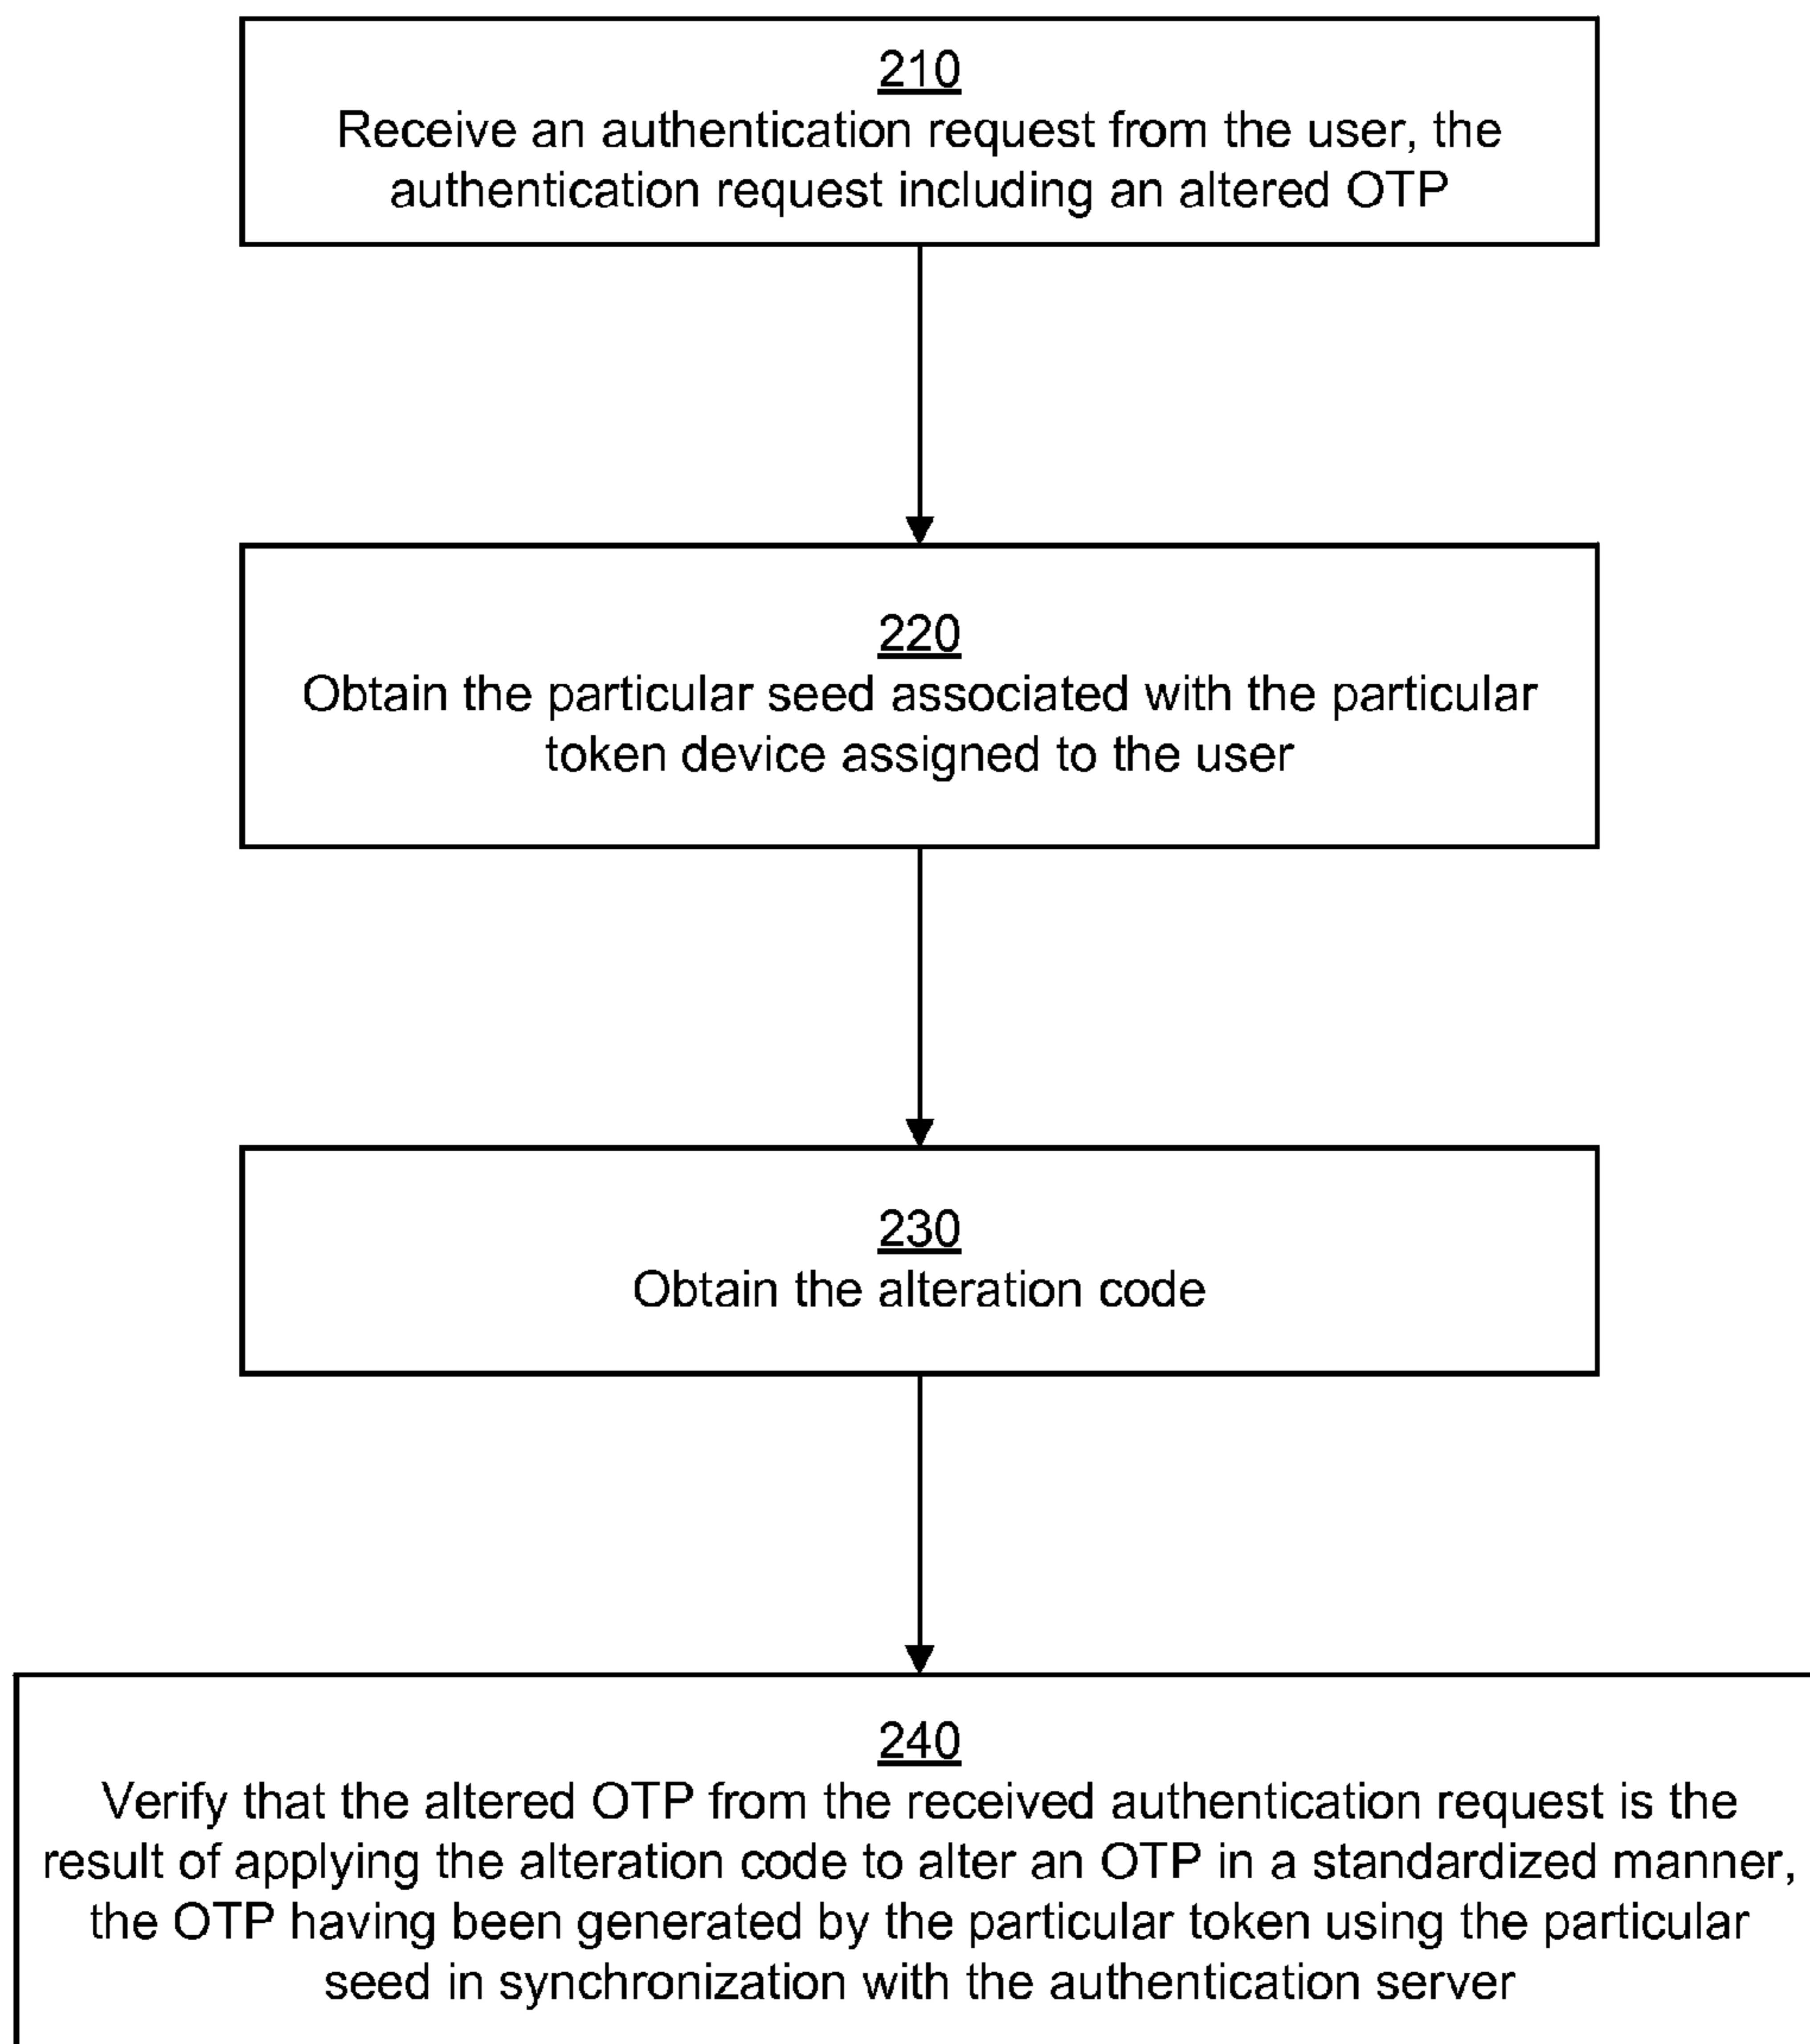 210
Receive an authentication request from the user, the
authentication request including an altered OTP
220
Obtain the particular seed associated with the particular
token device assigned to the user
230
Obtain the alteration code
240
Verify that the altered OTP from the received authentication request is the
result of applying the alteration code to alter an OTP in a standardized manner,
the OTP having been generated by the particular token using the particular
seed in synchronization with the authentication server